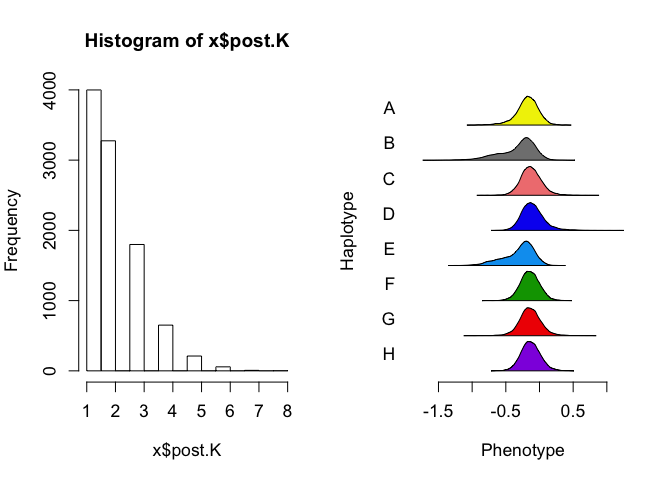 Histogram of x$post.K
Frequency
0
1000
2000
3000
4000
1 2 3 4 5 6 7 8
x$post.K
Haplotype
A
B
C
D
E
F
G
H
-1.5 -0.5 0.5
Phenotype